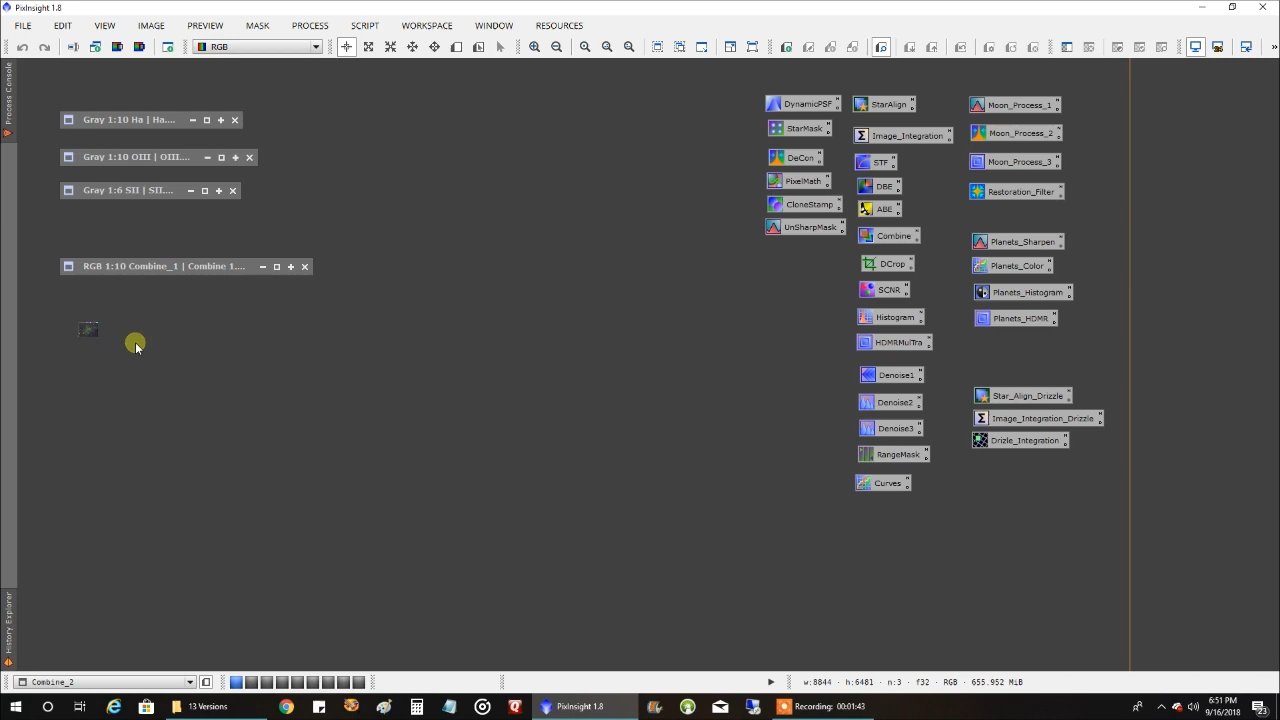 PixInsight 1.8
FILE EDIT VIEW IMAGE PREVIEW MASK PROCESS SCRIPT WORKSPACE WINDOW RESOURCES
RGB
Process Console
Gray 1:10 Ha | Ha....
Gray 1:10 OIII | OIII....
Gray 1:6 SII | SII....
RGB 1:10 Combine_1 | Combine 1....
DynamicPSF
StarMask
DeCon
PixelMath
CloneStamp
UnSharpMask
StarAlign
Image_Integration
STF
DBE
ABE
Combine
DCrop
SCNR
Histogram
HDMRMulTra
Denoise1
Denoise2
Denoise3
RangeMask
Curves
Moon_Process_1
Moon_Process_2
Moon_Process_3
Restoration_Filter
Planets_Sharpen
Planets_Color
Planets_Histogram
Planets_HDMR
Star_Align_Drizzle
Image_Integration_Drizzle
Drizle_Integration
History Explorer
Combine_2
w:8844 · h:6481 · n:3 · f32 · RGB · 655.952 MiB
13 Versions
PixInsight 1.8
Recording: 00:01:43
6:51 PM
9/16/2018
23